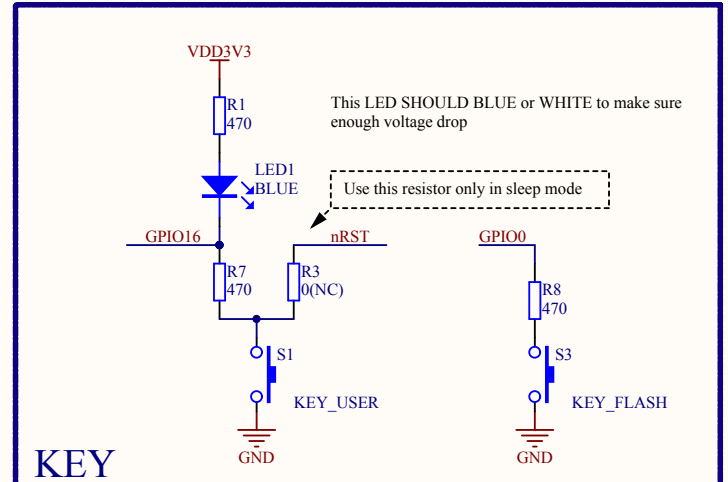 VDD3V3
R1
470
This LED SHOULD BLUE or WHITE to make sure
enough voltage drop
LED1
BLUE
Use this resistor only in sleep mode
GPIO16
nRST
GPIO0
R7
470
R3
0(NC)
R8
470
S1
KEY_USER
S3
KEY_FLASH
GND
GND
KEY